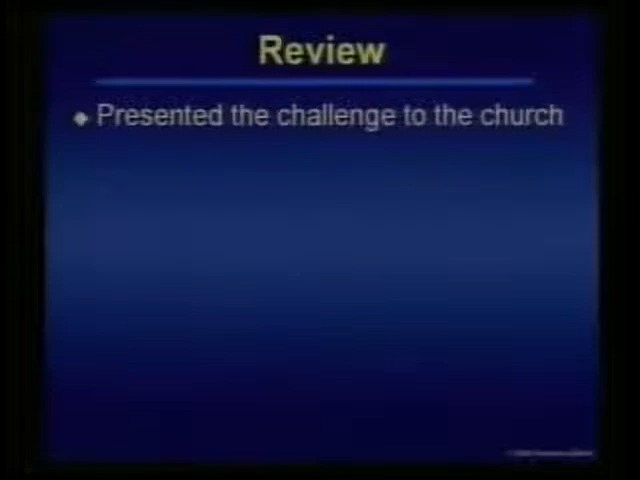 Review
◆ Presented the challenge to the church